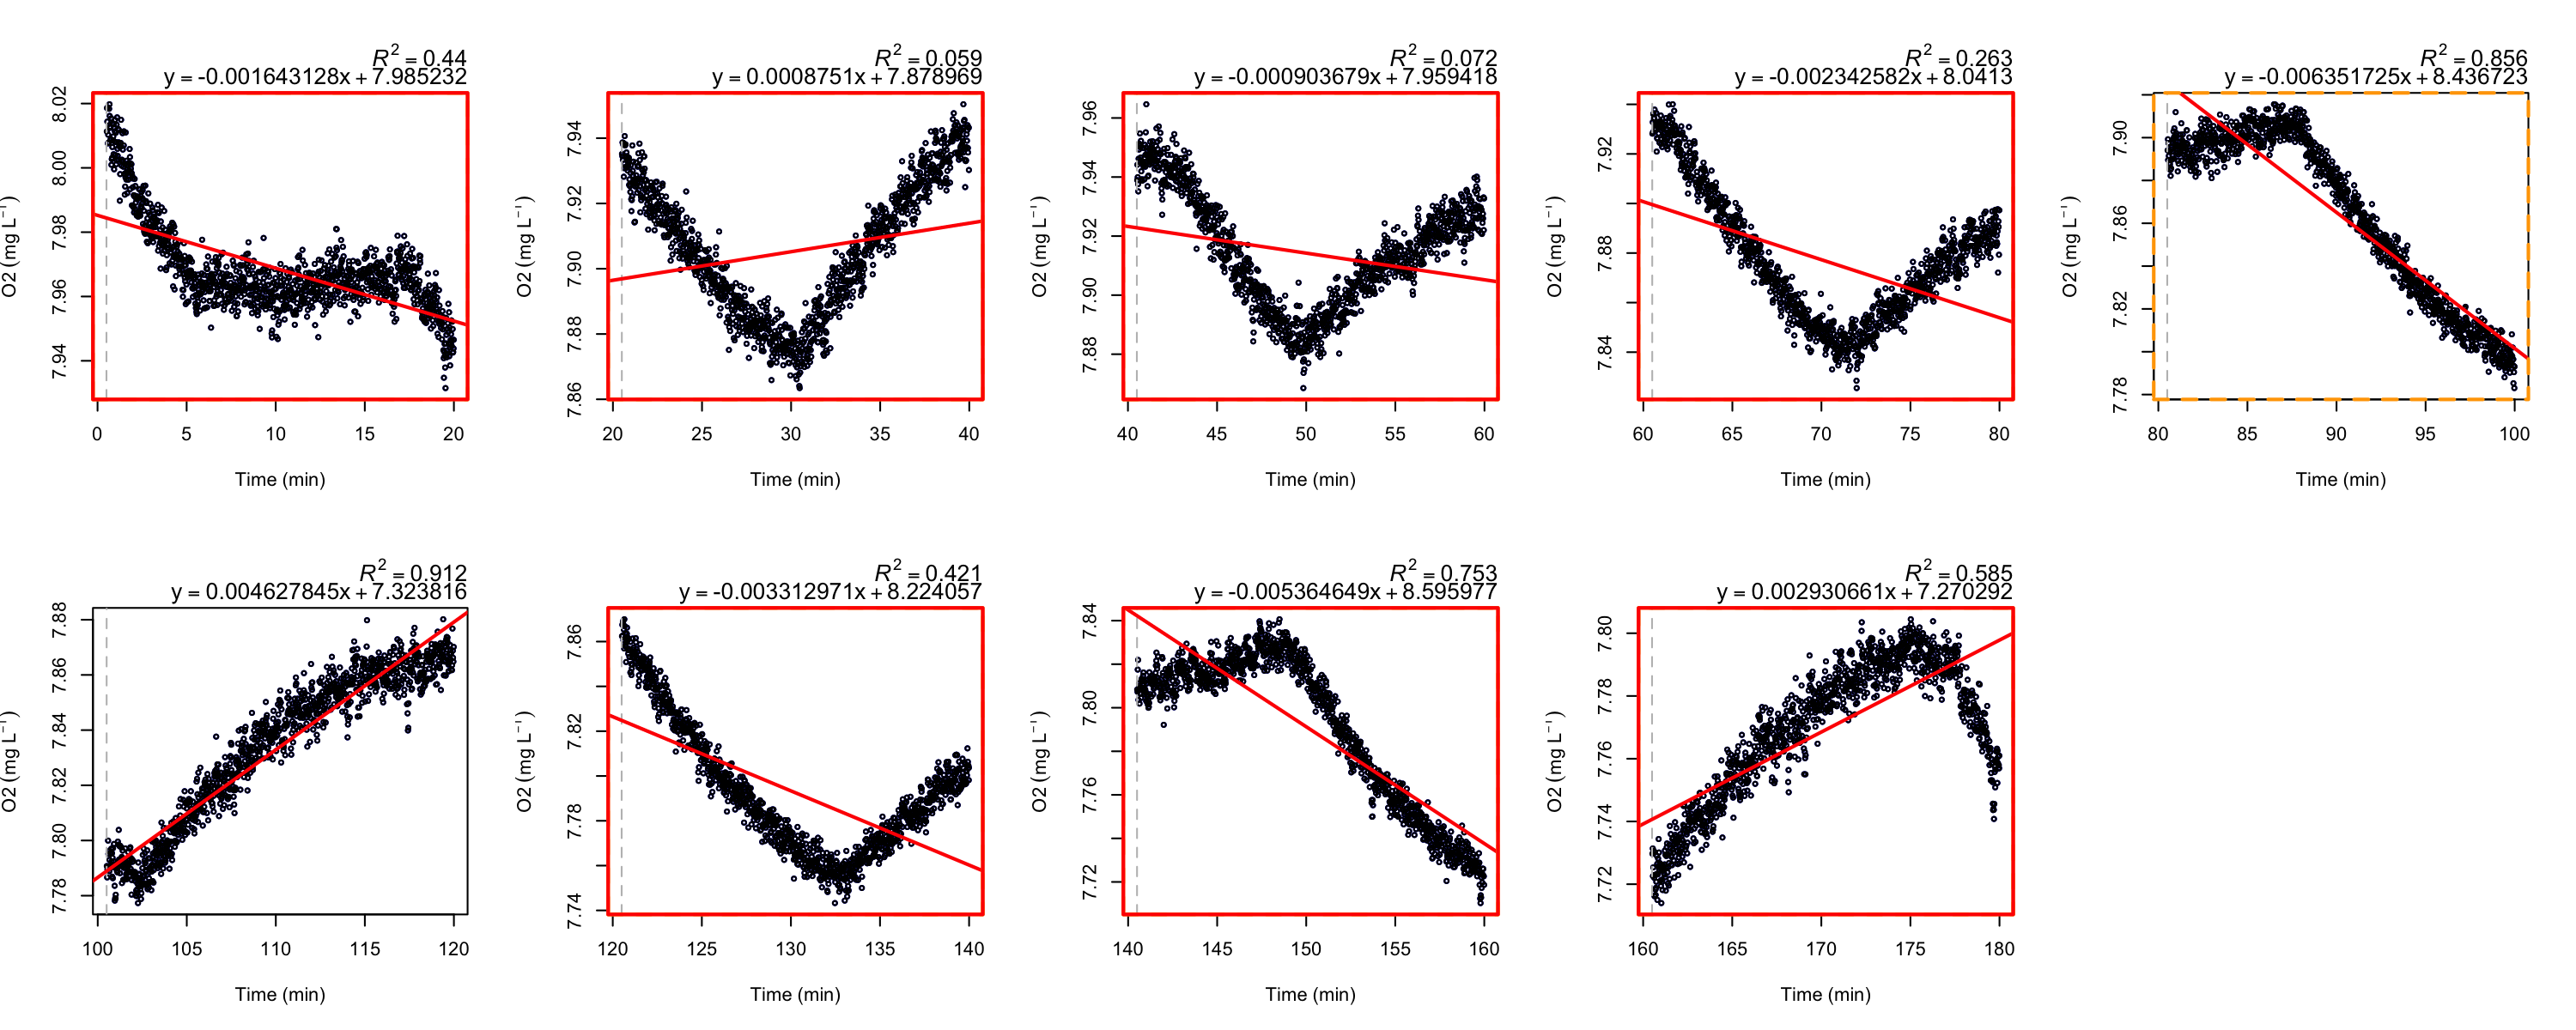 R² = 0.44
y = -0.001643128x + 7.985232
O2 (mg L⁻¹)
7.94 7.96 7.98 8.00 8.02
0 5 10 15 20
Time (min)
R² = 0.059
y = 0.0008751x + 7.878969
O2 (mg L⁻¹)
7.86 7.88 7.90 7.92 7.94
20 25 30 35 40
Time (min)
R² = 0.072
y = -0.000903679x + 7.959418
O2 (mg L⁻¹)
7.88 7.90 7.92 7.94 7.96
40 45 50 55 60
Time (min)
R² = 0.263
y = -0.002342582x + 8.0413
O2 (mg L⁻¹)
7.84 7.88 7.92
60 65 70 75 80
Time (min)
R² = 0.856
y = -0.006351725x + 8.436723
O2 (mg L⁻¹)
7.78 7.82 7.86 7.90
80 85 90 95 100
Time (min)
R² = 0.912
y = 0.004627845x + 7.323816
O2 (mg L⁻¹)
7.78 7.80 7.82 7.84 7.86 7.88
100 105 110 115 120
Time (min)
R² = 0.421
y = -0.003312971x + 8.224057
O2 (mg L⁻¹)
7.74 7.78 7.82 7.86
120 125 130 135 140
Time (min)
R² = 0.753
y = -0.005364649x + 8.595977
O2 (mg L⁻¹)
7.72 7.76 7.80 7.84
140 145 150 155 160
Time (min)
R² = 0.585
y = 0.002930661x + 7.270292
O2 (mg L⁻¹)
7.72 7.74 7.76 7.78 7.80
160 165 170 175 180
Time (min)